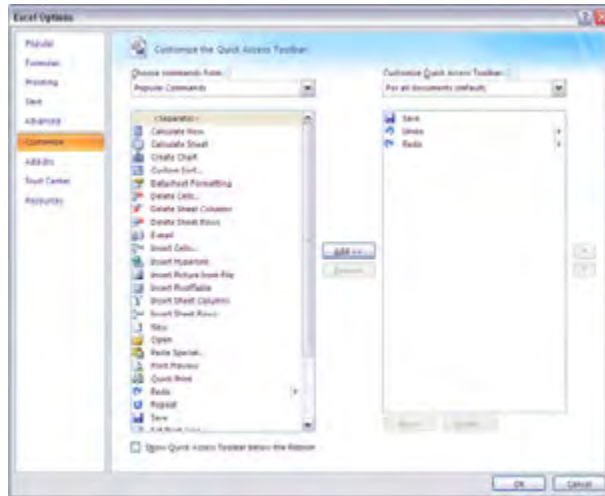 Excel Options
Popular
Formulas
Proofing
Save
Advanced
Customize
Add-Ins
Trust Center
Resources
Customize the Quick Access Toolbar.
Choose commands from:
Popular Commands
<Separator>
Calculate Now
Calculate Sheet
Create Chart
Custom Sort...
Datasheet Formatting
Delete Cells...
Delete Sheet Columns
Delete Sheet Rows
E-mail
Insert Cells...
Insert Hyperlink
Insert Picture from File
Insert PivotTable
Insert Sheet Columns
Insert Sheet Rows
New
Open
Paste Special...
Print Preview
Quick Print
Redo
Repeat
Save
Show Quick Access Toolbar below the Ribbon
Add >>
Remove
Customize Quick Access Toolbar:
For all documents (default)
Save
Undo
Redo
OK
Cancel